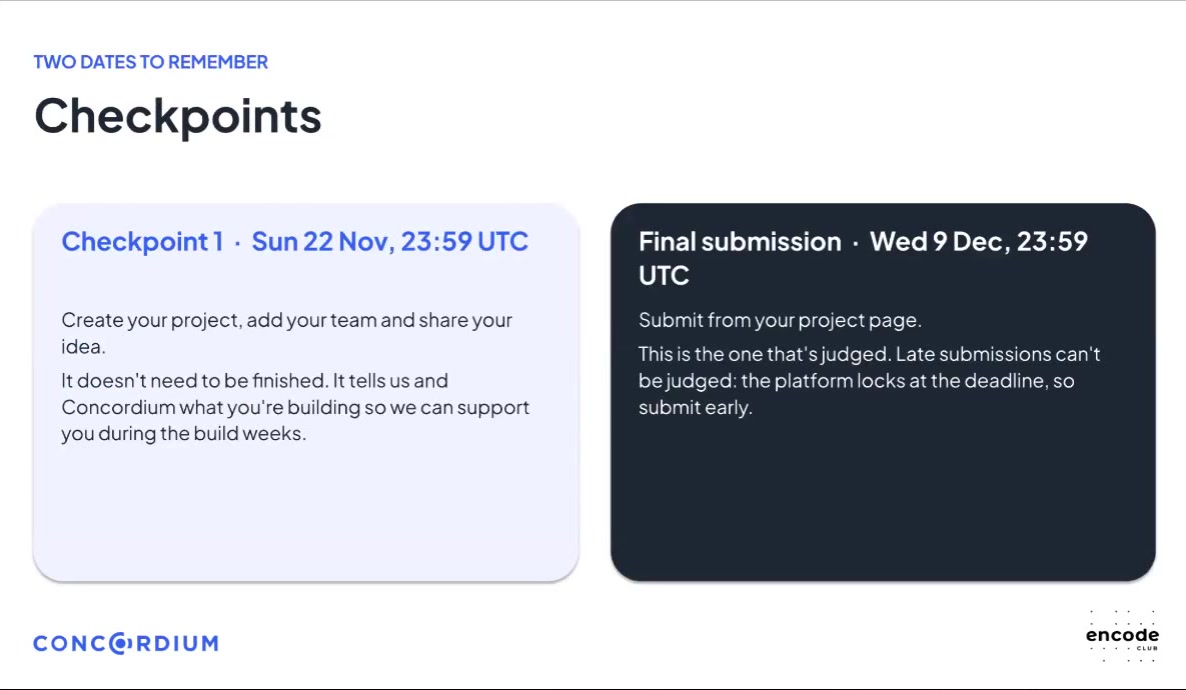 TWO DATES TO REMEMBER
Checkpoints
Checkpoint 1 · Sun 22 Nov, 23:59 UTC
Create your project, add your team and share your
idea.
It doesn't need to be finished. It tells us and
Concordium what you're building so we can support
you during the build weeks.
Final submission · Wed 9 Dec, 23:59
UTC
Submit from your project page.
This is the one that's judged. Late submissions can't
be judged: the platform locks at the deadline, so
submit early.
CONCORDIUM
encode
CLUB